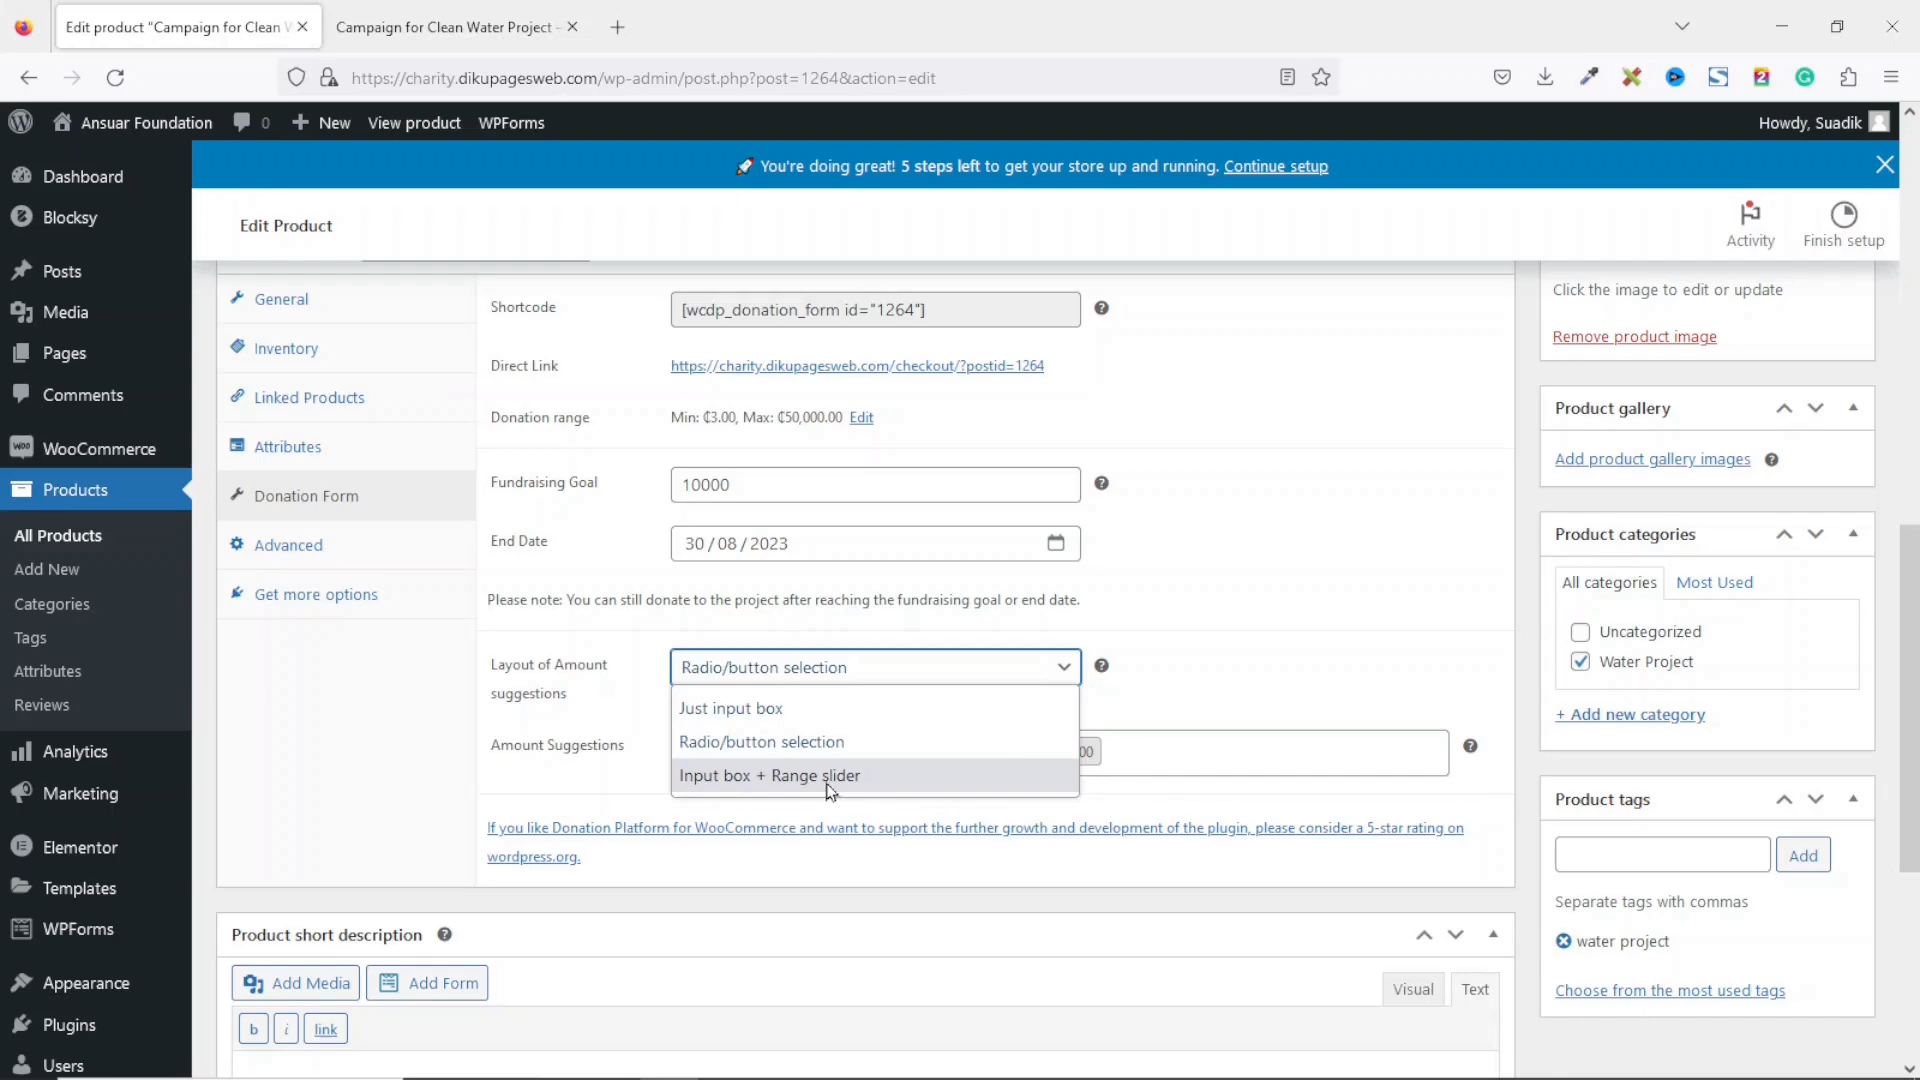 Edit product “Campaign for Clean W
Campaign for Clean Water Project -
https://charity.dikupagesweb.com/wp-admin/post.php?post=1264&action=edit
Ansuar Foundation
0
New
View product
WPForms
Howdy, Suadik
You're doing great! 5 steps left to get your store up and running. Continue setup
Edit Product
Activity
Finish setup
Dashboard
Blocksy
Posts
Media
Pages
Comments
WooCommerce
Products
All Products
Add New
Categories
Tags
Attributes
Reviews
Analytics
Marketing
Elementor
Templates
WPForms
Appearance
Plugins
Users
General
Inventory
Linked Products
Attributes
Donation Form
Advanced
Get more options
Shortcode
[wcdp_donation_form id="1264"]
Direct Link
https://charity.dikupagesweb.com/checkout/?postid=1264
Donation range
Min: ₵3.00, Max: ₵50,000.00 Edit
Fundraising Goal
10000
End Date
30/08/2023
Please note: You can still donate to the project after reaching the fundraising goal or end date.
Layout of Amount
suggestions
Radio/button selection
Just input box
Radio/button selection
Input box + Range slider
Amount Suggestions
00
If you like Donation Platform for WooCommerce and want to support the further growth and development of the plugin, please consider a 5-star rating on
wordpress.org.
Product short description
Add Media
Add Form
Visual
Text
b
i
link
Click the image to edit or update
Remove product image
Product gallery
Add product gallery images
Product categories
All categories
Most Used
Uncategorized
Water Project
+ Add new category
Product tags
Add
Separate tags with commas
water project
Choose from the most used tags